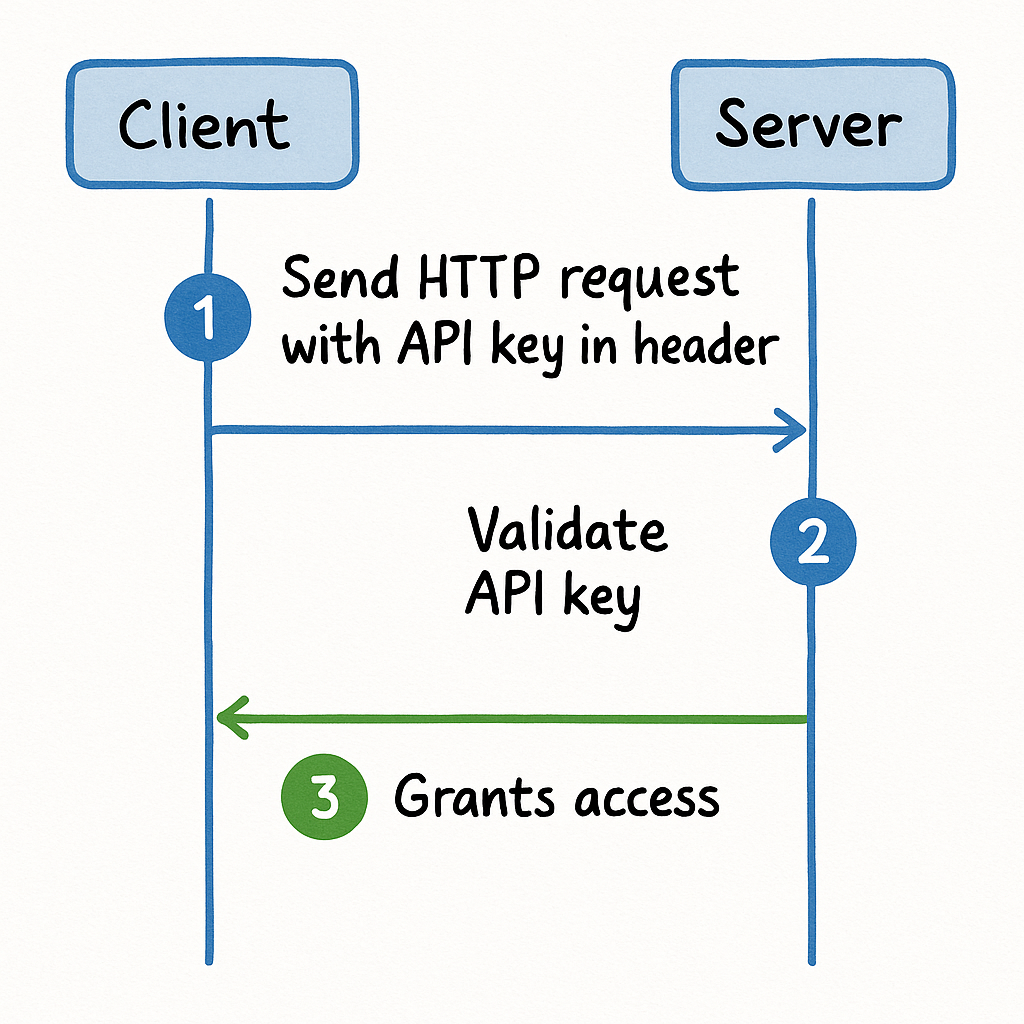 Client
Server
1
Send HTTP request
with API key in header
2
Validate
API key
3
Grants access